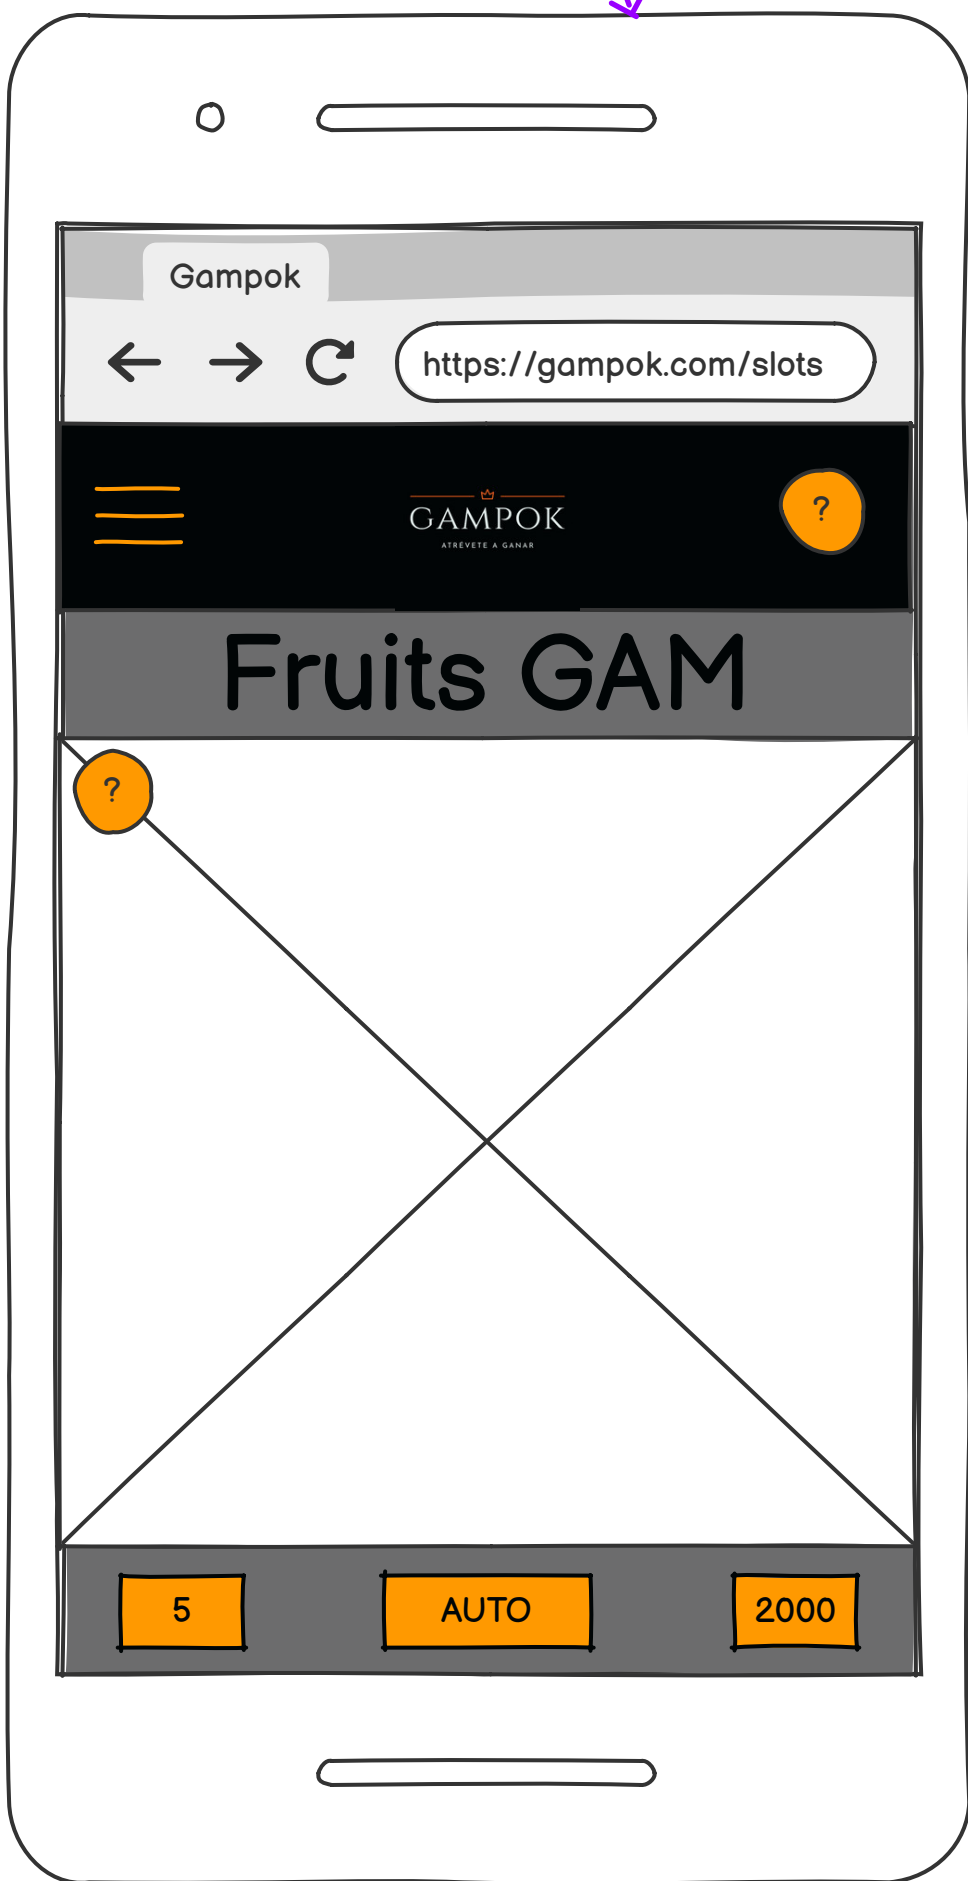 Gampok
https://gampok.com/slots
GAMPOK
ATRÉVETE A GANAR
?
Fruits GAM
?
5
AUTO
2000